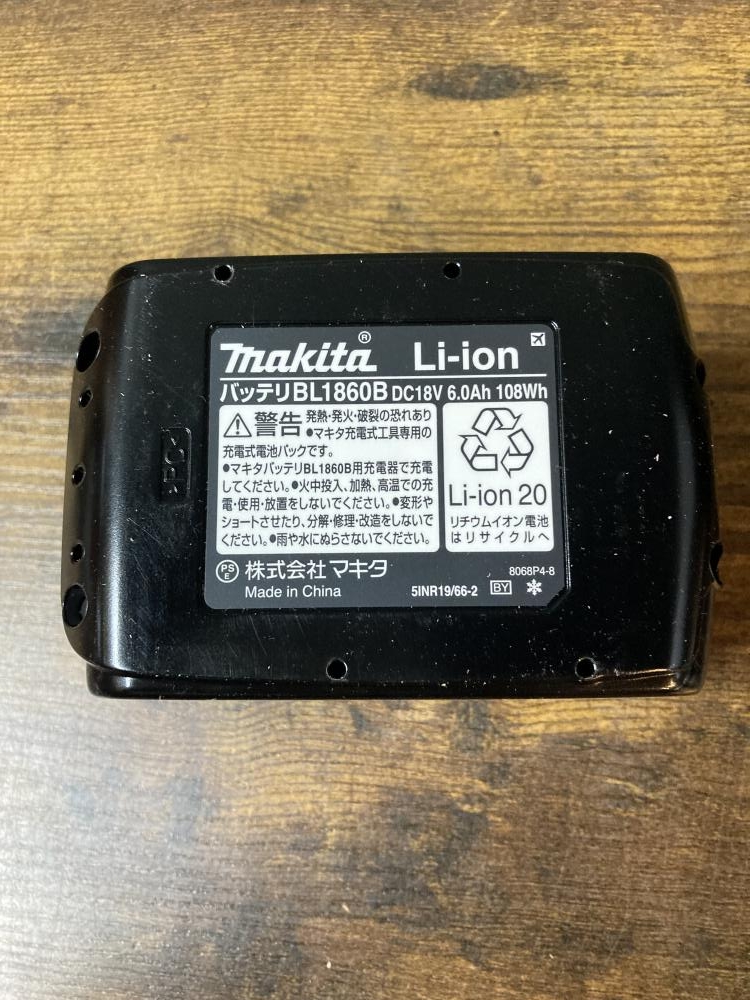 makita® Li-ion
バッテリBL1860B DC18V 6.0Ah 108Wh
警告 発熱・発火・破裂の恐れあり
●マキタ充電式工具専用の
充電式電池パックです。
●マキタバッテリBL1860B用充電器で充電
してください。●火中投入、加熱、高温での充
電・使用・放置をしないでください。●変形や
ショートさせたり、分解・修理・改造をしないで
ください。●雨や水にぬらさないでください。
Li-ion 20
リチウムイオン電池
はリサイクルへ
PSE 株式会社 マキタ
8068P4-8
Made in China
5INR19/66-2 BY
>PC<